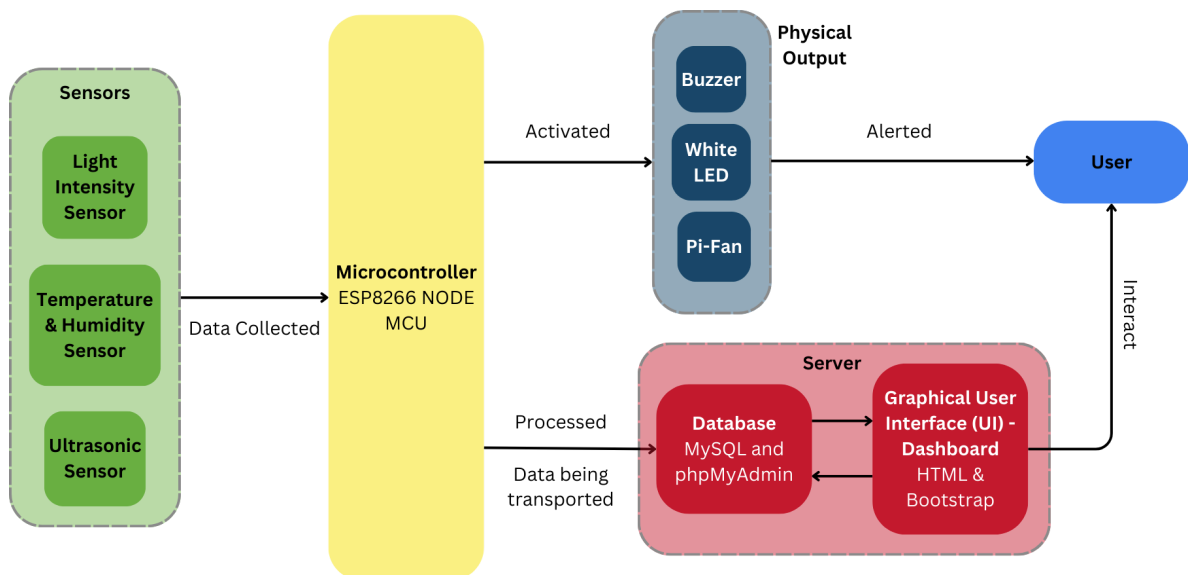 Sensors
Light
Intensity
Sensor
Temperature
& Humidity
Sensor
Ultrasonic
Sensor
Data Collected
Microcontroller
ESP8266 NODE
MCU
Activated
Physical
Output
Buzzer
White
LED
Pi-Fan
Alerted
User
Interact
Processed
Data being
transported
Server
Database
MySQL and
phpMyAdmin
Graphical User
Interface (UI) -
Dashboard
HTML &
Bootstrap